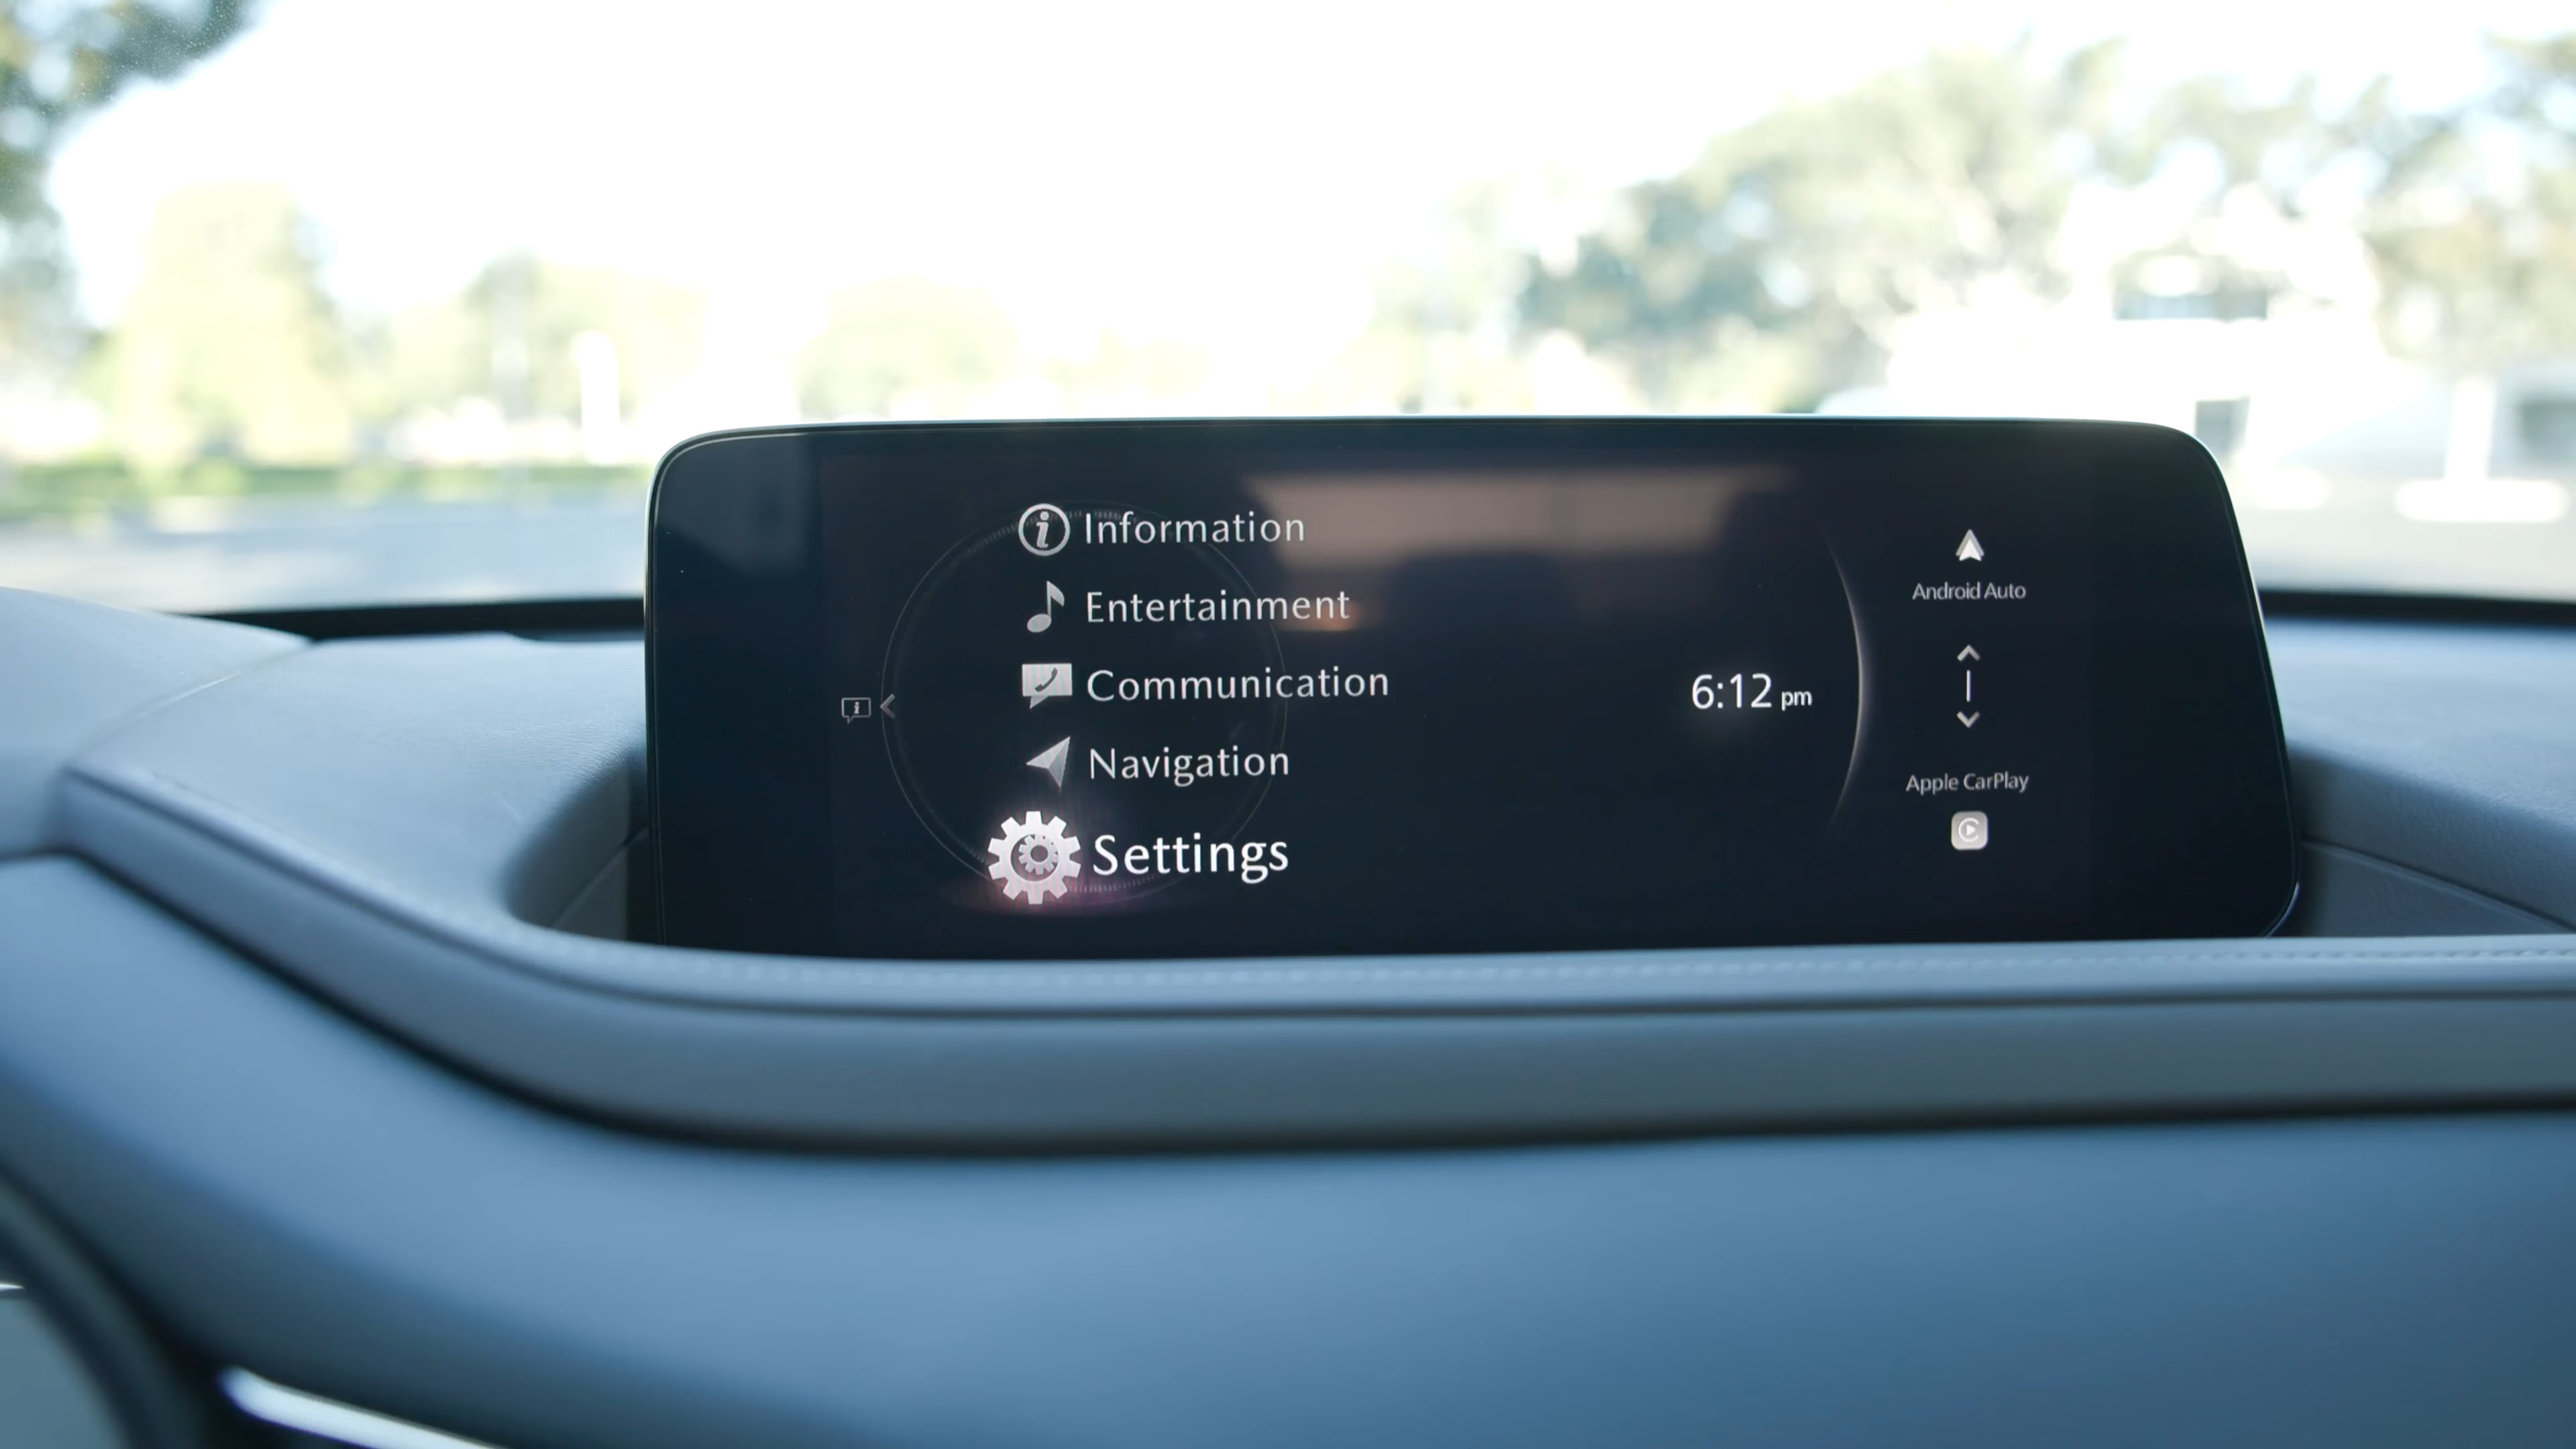 Information
Entertainment
Communication
Navigation
Settings
6:12 pm
Android Auto
Apple CarPlay